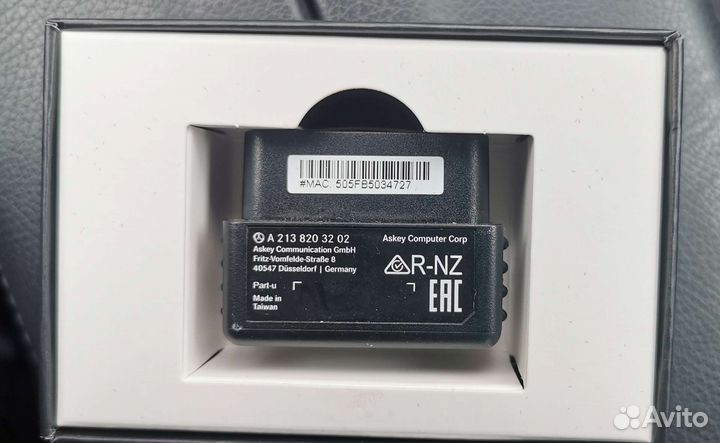 #MAC: 505FB5034727
A 213 820 32 02
Askey Computer Corp
Askey Communication GmbH
Fritz-Vomfelde-Straße 8
40547 Düsseldorf | Germany
R-NZ
Part-u
EAC
Made in
Taiwan
Avito